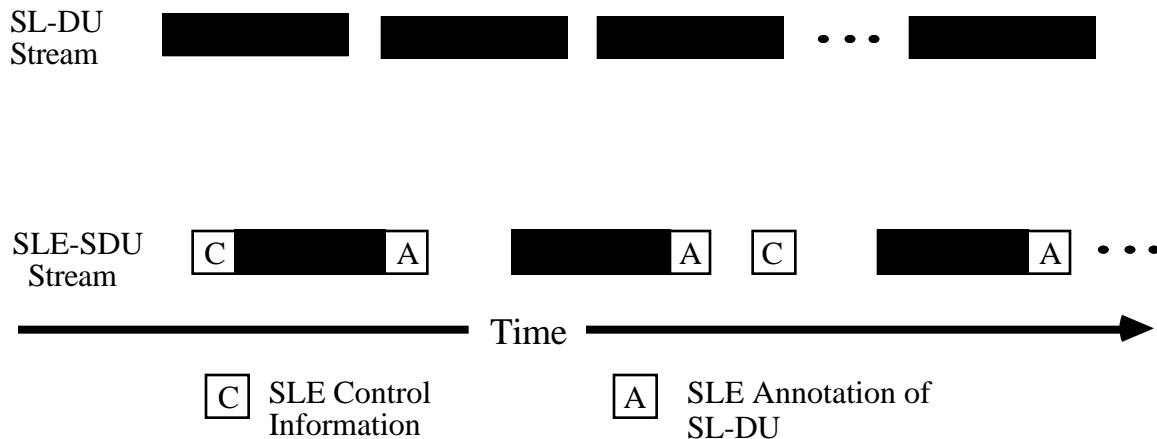 SL-DU
Stream
SLE-SDU
Stream
C
A
A
C
A
Time
C
SLE Control
Information
A
SLE Annotation of
SL-DU